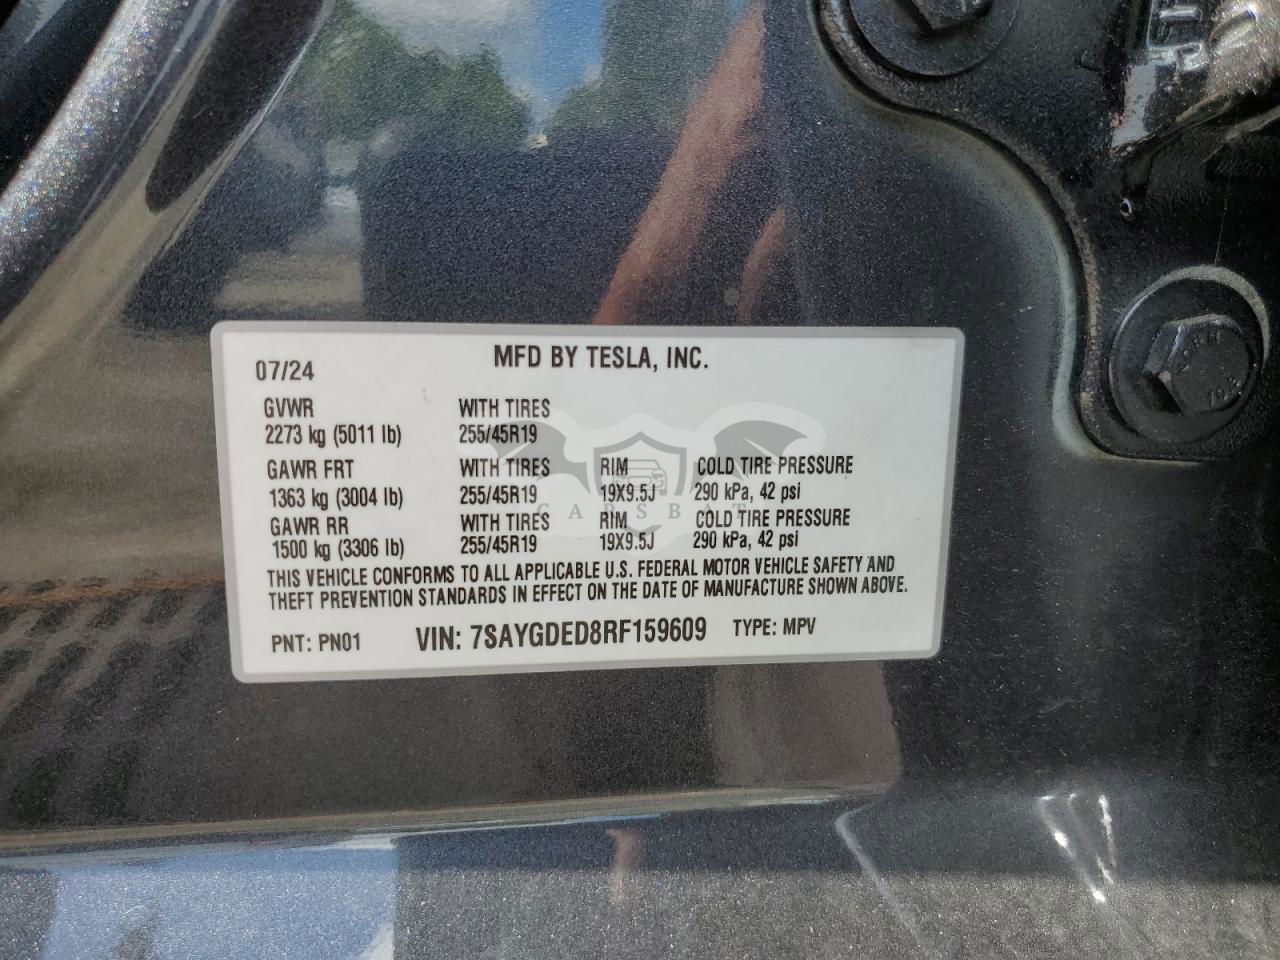 MFD BY TESLA, INC.
07/24
GVWR WITH TIRES
2273 kg (5011 lb) 255/45R19
GAWR FRT WITH TIRES RIM COLD TIRE PRESSURE
1363 kg (3004 lb) 255/45R19 19X9.5J 290 kPa, 42 psi
CARSBAT
GAWR RR WITH TIRES RIM COLD TIRE PRESSURE
1500 kg (3306 lb) 255/45R19 19X9.5J 290 kPa, 42 psi
THIS VEHICLE CONFORMS TO ALL APPLICABLE U.S. FEDERAL MOTOR VEHICLE SAFETY AND
THEFT PREVENTION STANDARDS IN EFFECT ON THE DATE OF MANUFACTURE SHOWN ABOVE.
PNT: PN01 VIN: 7SAYGDED8RF159609 TYPE: MPV